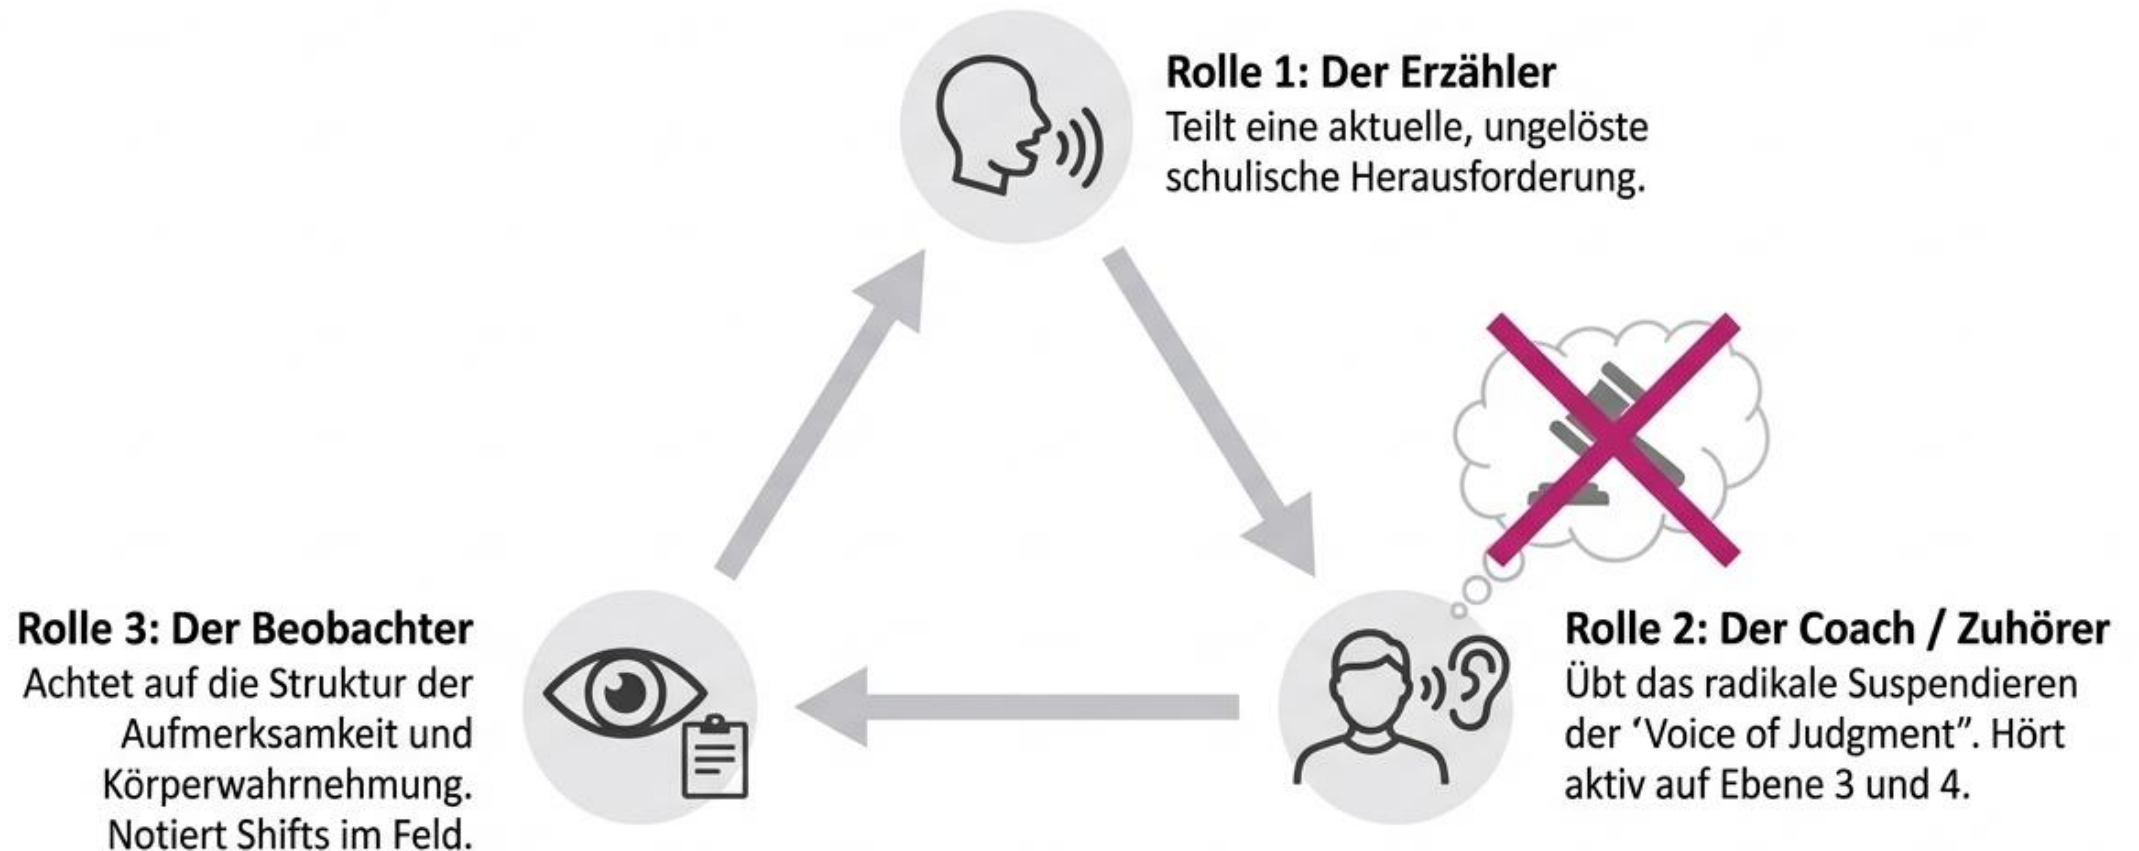 Rolle 1: Der Erzähler
Teilt eine aktuelle, ungelöste
schulische Herausforderung.
Rolle 2: Der Coach / Zuhörer
Übt das radikale Suspendieren
der ‘Voice of Judgment”. Hört
aktiv auf Ebene 3 und 4.
Rolle 3: Der Beobachter
Achtet auf die Struktur der
Aufmerksamkeit und
Körperwahrnehmung.
Notiert Shifts im Feld.